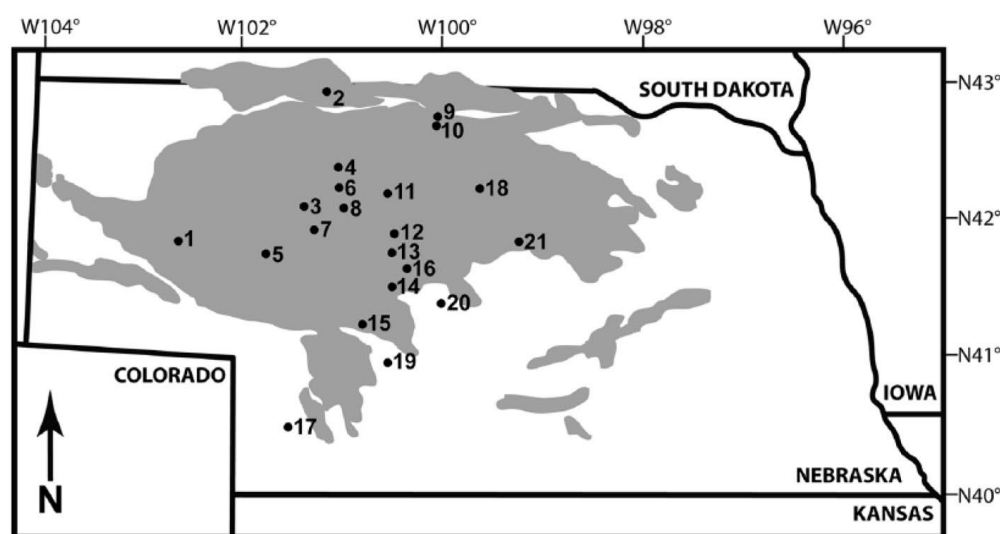 W104° W102° W100° W98° W96°
N43°
SOUTH DAKOTA
2
9
10
4
6
11
18
3
8
N42°
7
12
1
21
5
13
16
14
20
15
N41°
19
COLORADO
IOWA
17
N
NEBRASKA
N40°
KANSAS